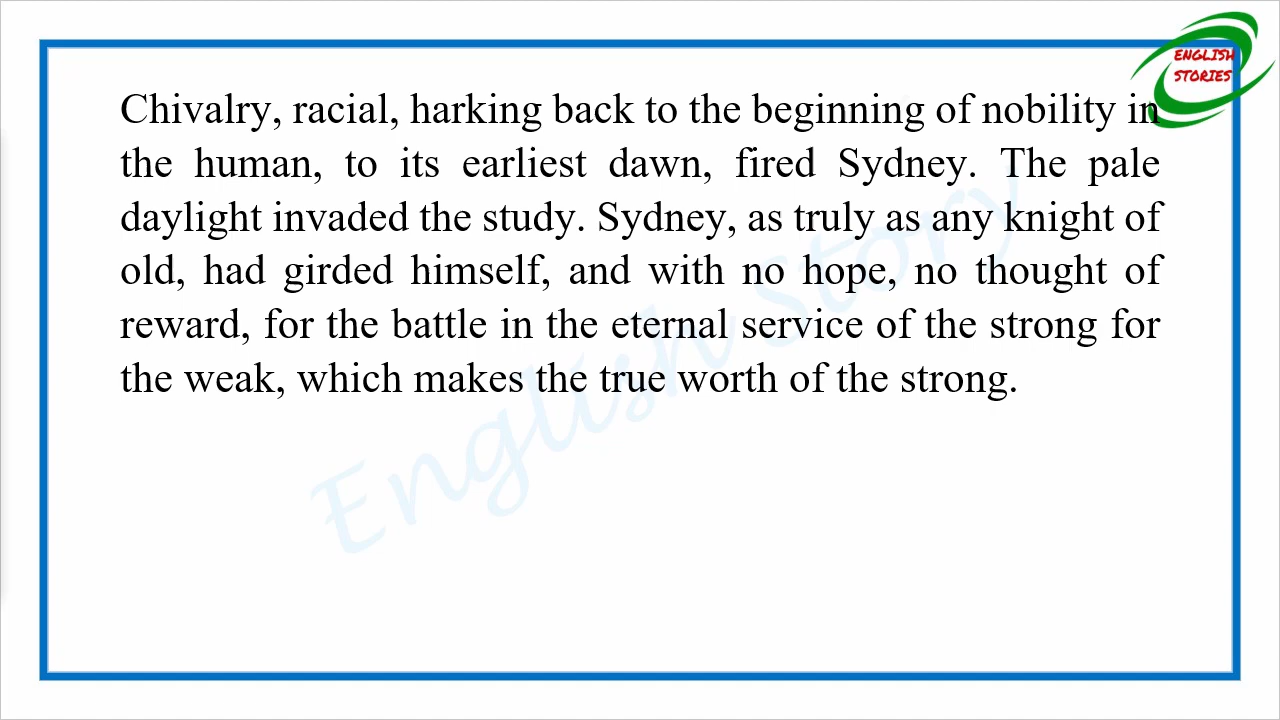 ENGLISH
STORIES
Chivalry, racial, harking back to the beginning of nobility in
the human, to its earliest dawn, fired Sydney. The pale
daylight invaded the study. Sydney, as truly as any knight of
old, had girded himself, and with no hope, no thought of
reward, for the battle in the eternal service of the strong for
the weak, which makes the true worth of the strong.
English Story